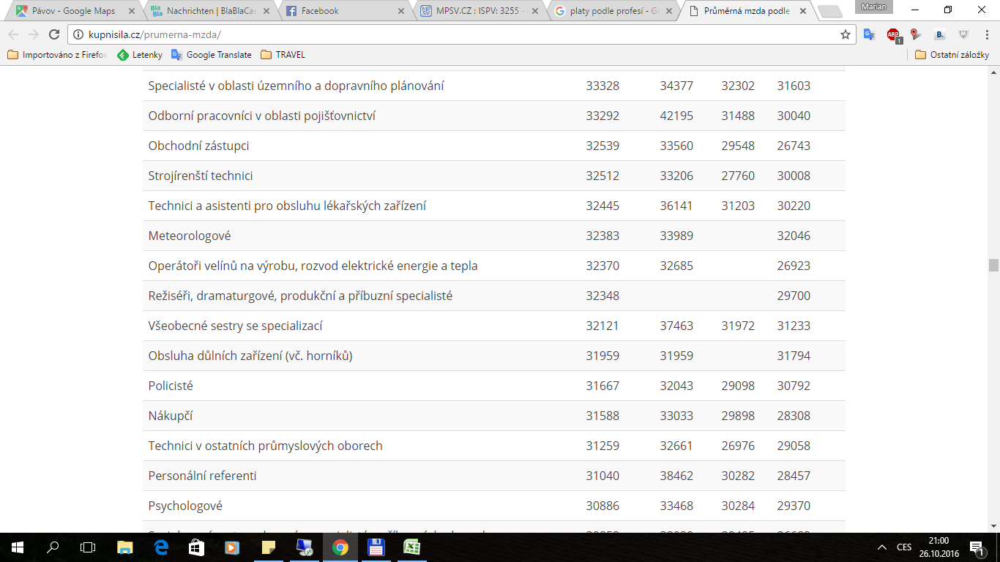 Pávov - Google Maps
Nachrichten | BlaBlaCar
Facebook
MPSV.CZ : ISPV: 3255 -
platy podle profesí - G
Průměrná mzda podle
Marian
kupnisila.cz/prumerna-mzda/
Importováno z Firefo
Letenky
Google Translate
TRAVEL
Ostatní záložky
Specialisté v oblasti územního a dopravního plánování 33328 34377 32302 31603
Odborní pracovníci v oblasti pojišťovnictví 33292 42195 31488 30040
Obchodní zástupci 32539 33560 29548 26743
Strojírenští technici 32512 33206 27760 30008
Technici a asistenti pro obsluhu lékařských zařízení 32445 36141 31203 30220
Meteorologové 32383 33989 32046
Operátoři velínů na výrobu, rozvod elektrické energie a tepla 32370 32685 26923
Režiséři, dramaturgové, produkční a příbuzní specialisté 32348 29700
Všeobecné sestry se specializací 32121 37463 31972 31233
Obsluha důlních zařízení (vč. horníků) 31959 31959 31794
Policisté 31667 32043 29098 30792
Nákupčí 31588 33033 29898 28308
Technici v ostatních průmyslových oborech 31259 32661 26976 29058
Personální referenti 31040 38462 30282 28457
Psychologové 30886 33468 30284 29370
CES
21:00
26.10.2016